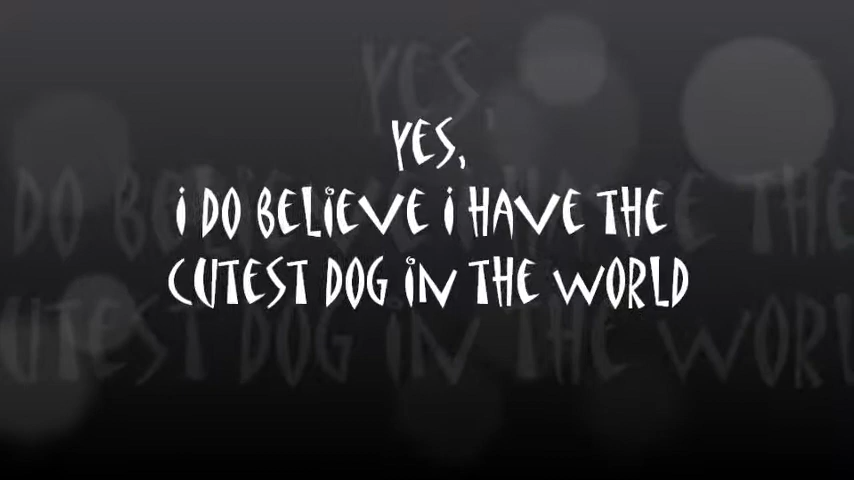 YES,
i DO BELiEVE i HAVE THE
CUTEST DOG iN THE WORLD